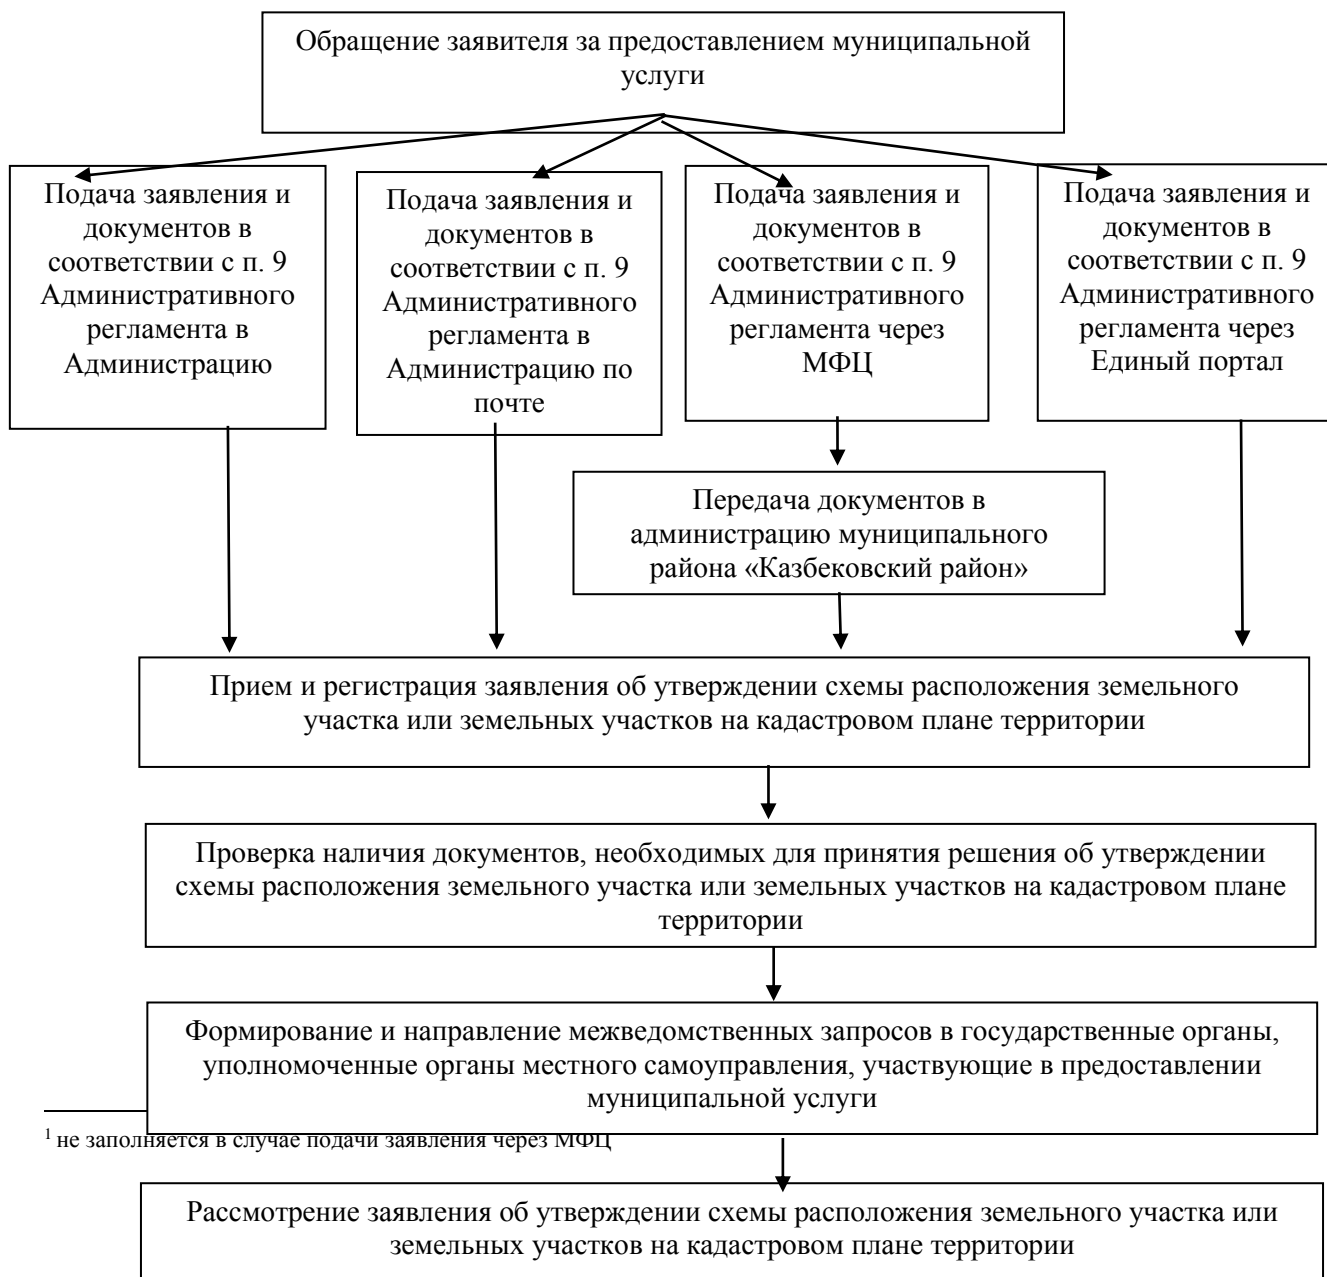 Обращение заявителя за предоставлением муниципальной
услуги
Подача заявления и
документов в
соответствии с п. 9
Административного
регламента в
Администрацию
Подача заявления и
документов в
соответствии с п. 9
Административного
регламента в
Администрацию по
почте
Подача заявления и
документов в
соответствии с п. 9
Административного
регламента через
МФЦ
Подача заявления и
документов в
соответствии с п. 9
Административного
регламента через
Единый портал
Передача документов в
администрацию муниципального
района «Казбековский район»
Прием и регистрация заявления об утверждении схемы расположения земельного
участка или земельных участков на кадастровом плане территории
Проверка наличия документов, необходимых для принятия решения об утверждении
схемы расположения земельного участка или земельных участков на кадастровом плане
территории
Формирование и направление межведомственных запросов в государственные органы,
уполномоченные органы местного самоуправления, участвующие в предоставлении
муниципальной услуги
1 не заполняется в случае подачи заявления через МФЦ
Рассмотрение заявления об утверждении схемы расположения земельного участка или
земельных участков на кадастровом плане территории